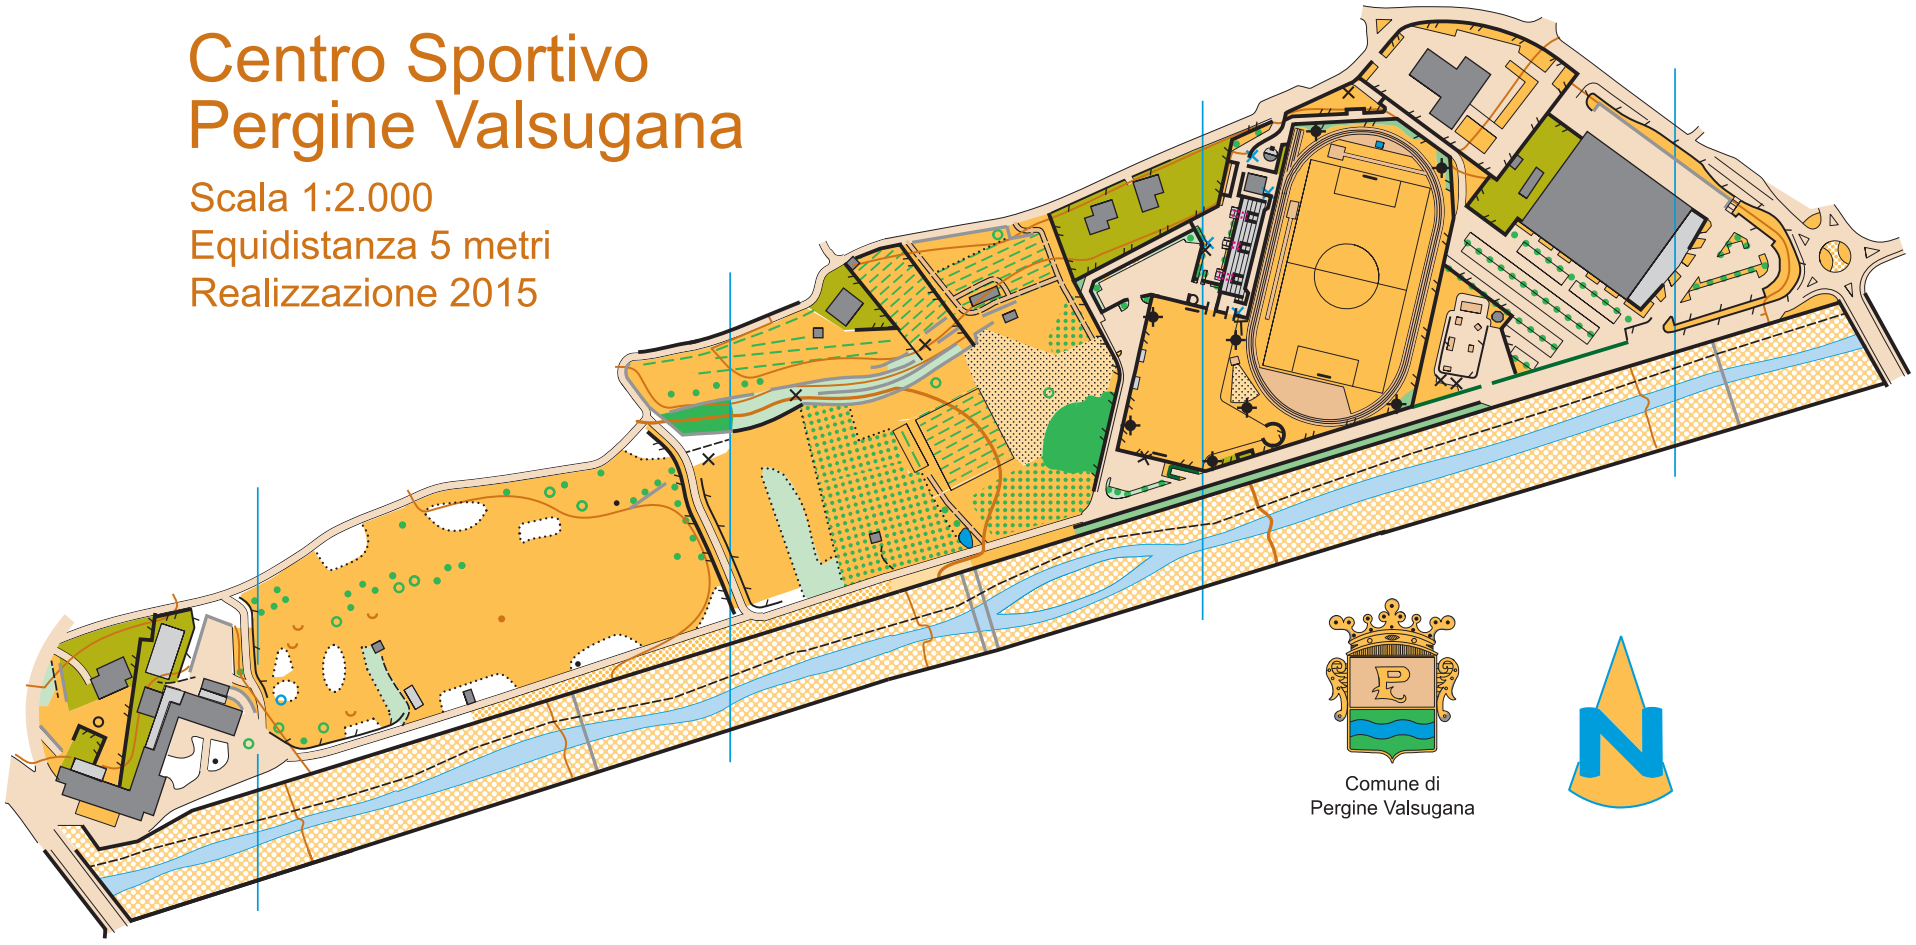 Centro Sportivo
Pergine Valsugana
Scala 1:2.000
Equidistanza 5 metri
Realizzazione 2015
P
Comune di
Pergine Valsugana
N